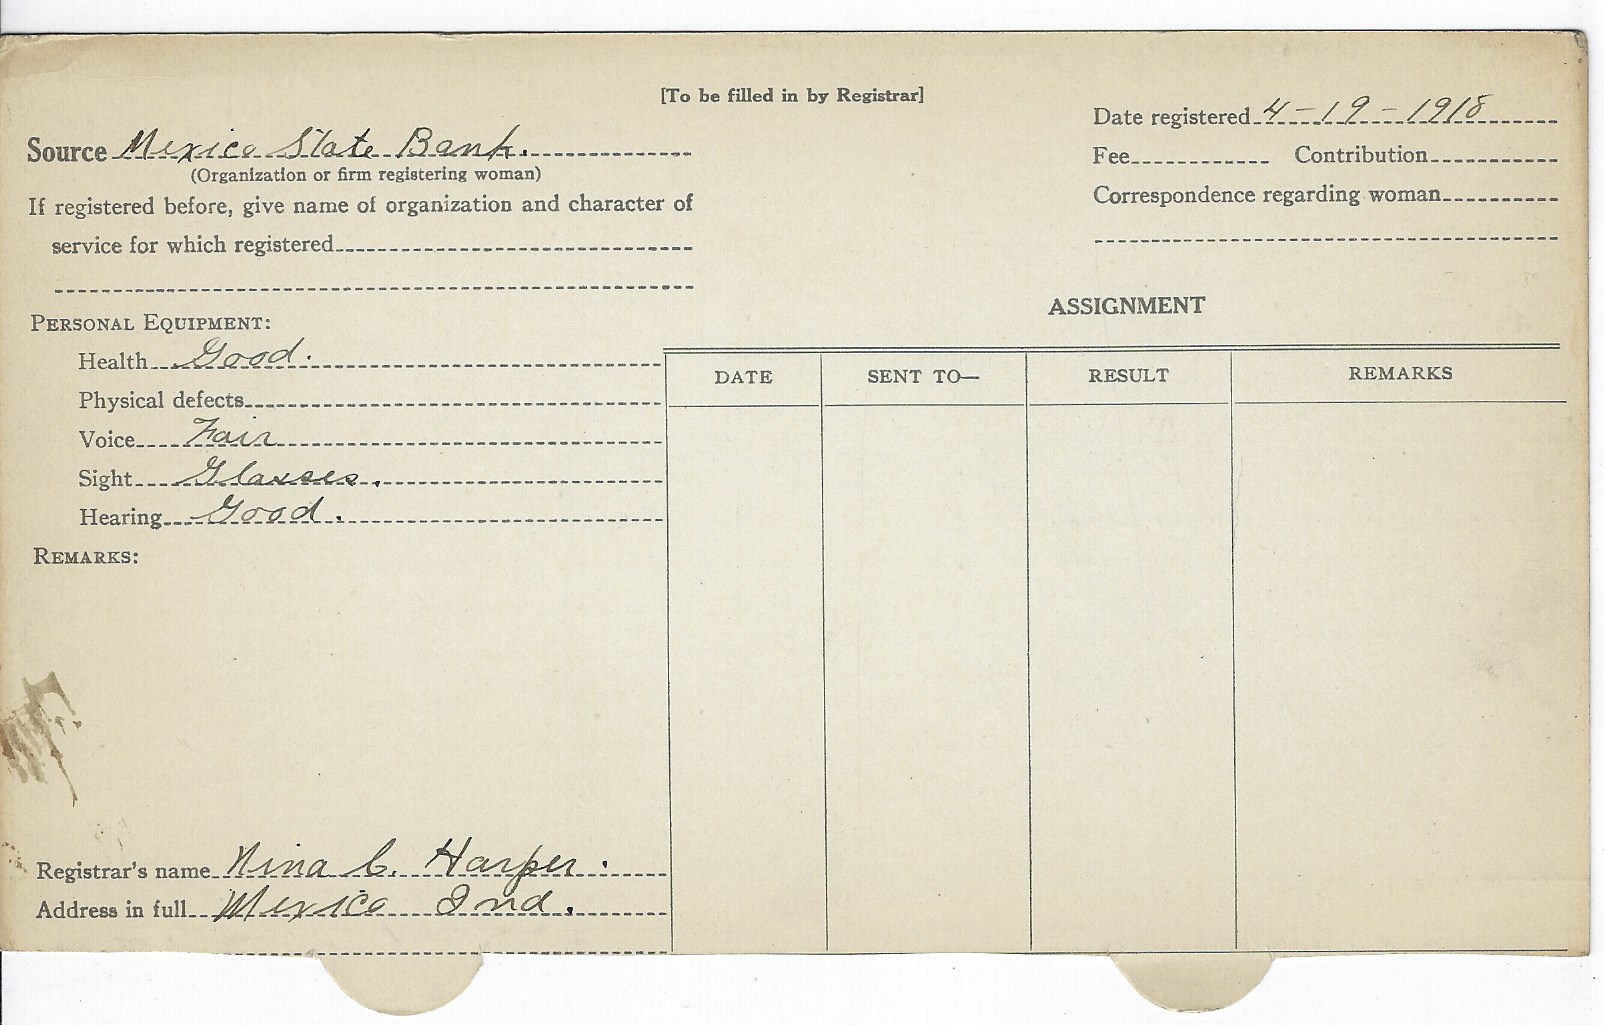 [To be filled in by Registrar]
Date registered 4-19-1918
Source Mexico State Bank.
(Organization or firm registering woman)
Fee Contribution
If registered before, give name of organization and character of
service for which registered
Correspondence regarding woman
ASSIGNMENT
PERSONAL EQUIPMENT:
Health Good.
Physical defects
Voice Fair
Sight Glasses.
Hearing Good.
REMARKS:
DATE SENT TO— RESULT REMARKS
Registrar's name Nina C. Harper.
Address in full Mexico Ind.